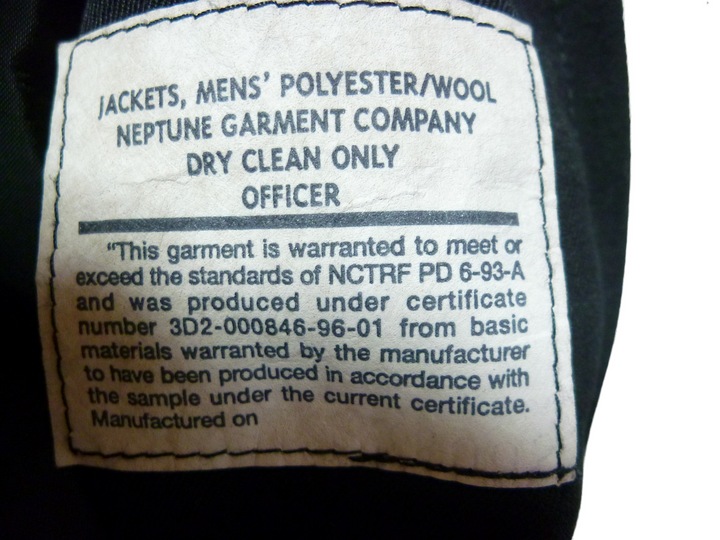 JACKETS, MENS' POLYESTER/WOOL
NEPTUNE GARMENT COMPANY
DRY CLEAN ONLY
OFFICER
"This garment is warranted to meet or
exceed the standards of NCTRF PD 6-93-A
and was produced under certificate
number 3D2-000846-96-01 from basic
materials warranted by the manufacturer
to have been produced in accordance with
the sample under the current certificate.
Manufactured on